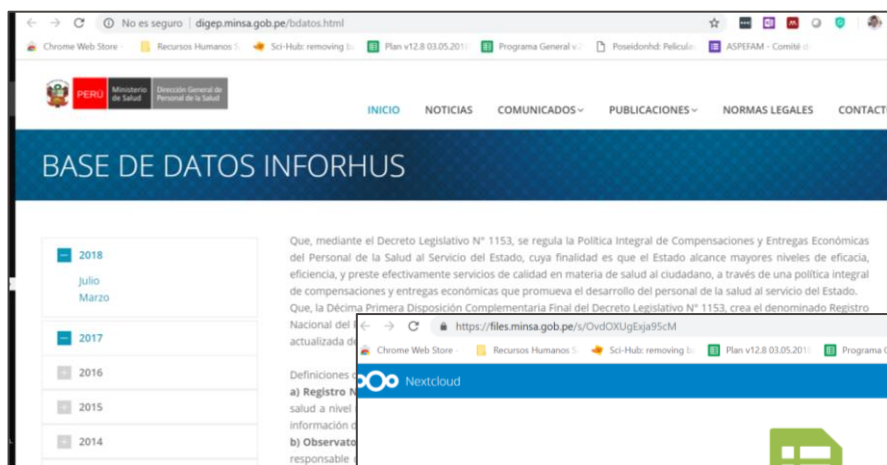 No es seguro | digep.minsa.gob.pe/bdatos.html
Chrome Web Store Recursos Humanos S Sci-Hub: removing ba Plan v12.8 03.05.2018 Programa General v. Poseidonhd: Pelicula ASPEFAM - Comité d
PERÚ Ministerio de Salud Dirección General de Personal de la Salud
INICIO NOTICIAS COMUNICADOS PUBLICACIONES NORMAS LEGALES CONTACT
BASE DE DATOS INFORHUS
2018
Julio
Marzo
2017
2016
2015
2014
Que, mediante el Decreto Legislativo N° 1153, se regula la Política Integral de Compensaciones y Entregas Económicas
del Personal de la Salud al Servicio del Estado, cuya finalidad es que el Estado alcance mayores niveles de eficacia,
eficiencia, y preste efectivamente servicios de calidad en materia de salud al ciudadano, a través de una política integral
de compensaciones y entregas económicas que promueva el desarrollo del personal de la salud al servicio del Estado.
Que, la Décima Primera Disposición Complementaria Final del Decreto Legislativo N° 1153, crea el denominado Registro
Nacional del
actualizada de
Definiciones
a) Registro N
salud a nivel
información d
b) Observato
responsable
https://files.minsa.gob.pe/s/OvdOXUgExja95cM
Chrome Web Store Recursos Humanos S Sci-Hub: removing ba Plan v12.8 03.05.2018 Programa G
Nextcloud